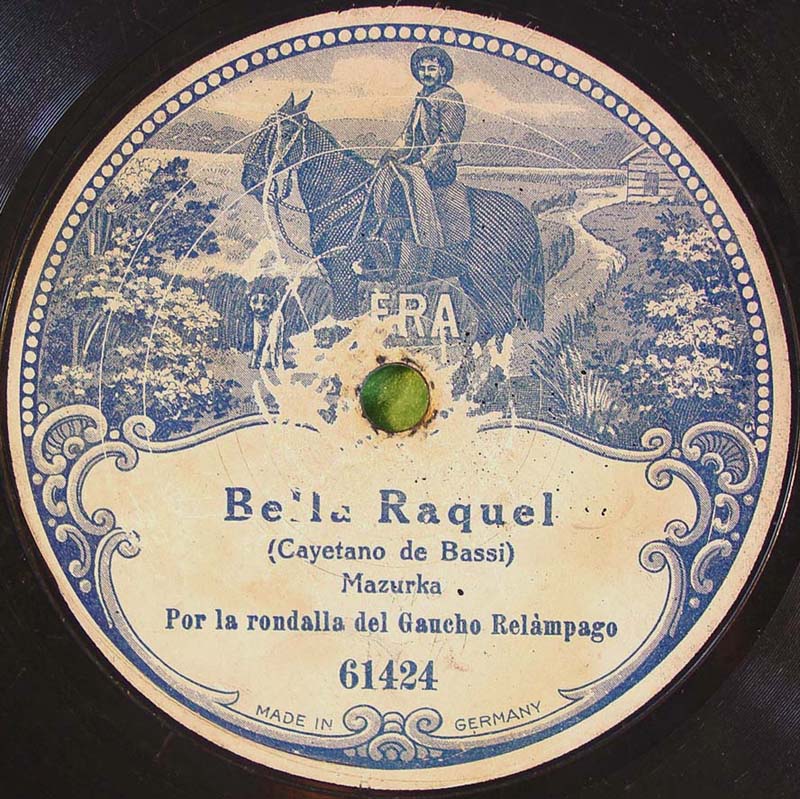 ERA
Bella Raquel
(Cayetano de Bassi)
Mazurka
Por la rondalla del Gaucho Relàmpago
61424
MADE IN GERMANY